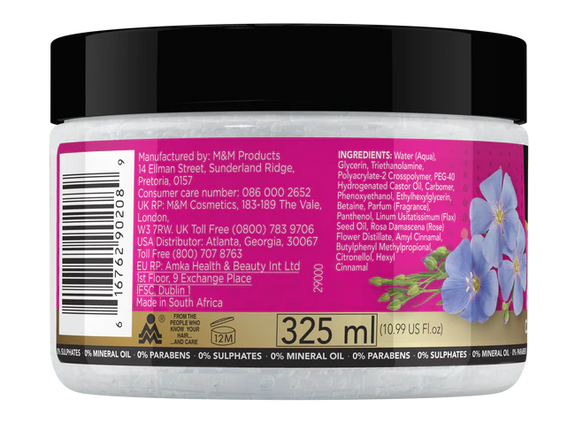 6 16762 90208 9
Manufactured by: M&M Products
14 Ellman Street, Sunderland Ridge,
Pretoria, 0157
Consumer care number: 086 000 2652
UK RP: M&M Cosmetics, 183-189 The Vale,
London,
W3 7RW. UK Toll Free (0800) 783 9706
USA Distributor: Atlanta, Georgia, 30067
Toll Free (800) 707 8763
EU RP: Amka Health & Beauty Int Ltd
1st Floor, 9 Exchange Place
IFSC, Dublin 1
Made in South Africa
29000
INGREDIENTS: Water (Aqua),
Glycerin, Triethanolamine,
Polyacrylate-2 Crosspolymer, PEG-40
Hydrogenated Castor Oil, Carbomer,
Phenoxyethanol, Ethylhexylglycerin,
Betaine, Parfum (Fragrance),
Panthenol, Linum Usitatissimum (Flax)
Seed Oil, Rosa Damascena (Rose)
Flower Distillate, Amyl Cinnamal,
Butylphenyl Methylpropional,
Citronellol, Hexyl
Cinnamal
FROM THE
PEOPLE WHO
KNOW YOUR
HAIR...
...AND CARE
12M
325 ml (10.99 US Fl.oz)
% SULPHATES · 0% MINERAL OIL · 0% PARABENS · 0% SULPHATES · 0% MINERAL OIL · 0% PARABENS · 0% SULPHATES · 0% MINERAL OIL · 0% PARABEN